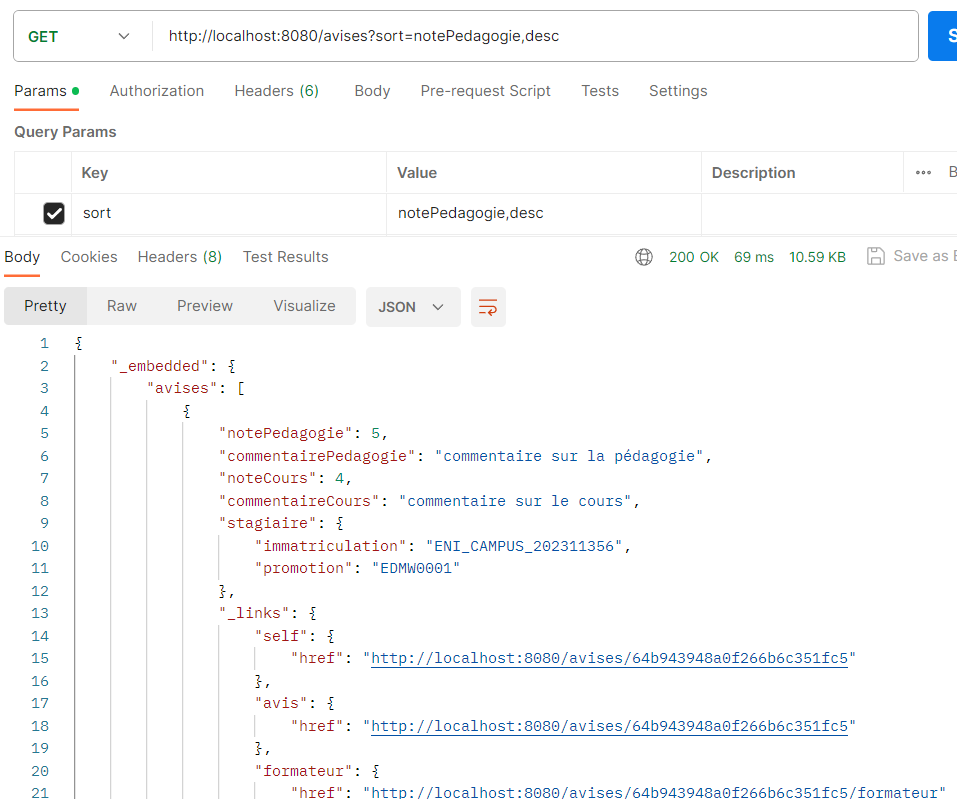 GET http://localhost:8080/avises?sort=notePedagogie,desc S
Params Authorization Headers (6) Body Pre-request Script Tests Settings
Query Params
Key Value Description ••• B
sort notePedagogie,desc
Body Cookies Headers (8) Test Results 200 OK 69 ms 10.59 KB Save as E
Pretty Raw Preview Visualize JSON
1 {
2 "_embedded": {
3 "avises": [
4 {
5 "notePedagogie": 5,
6 "commentairePedagogie": "commentaire sur la pédagogie",
7 "noteCours": 4,
8 "commentaireCours": "commentaire sur le cours",
9 "stagiaire": {
10 "immatriculation": "ENI_CAMPUS_202311356",
11 "promotion": "EDMW0001"
12 },
13 "_links": {
14 "self": {
15 "href": "http://localhost:8080/avises/64b943948a0f266b6c351fc5"
16 },
17 "avis": {
18 "href": "http://localhost:8080/avises/64b943948a0f266b6c351fc5"
19 },
20 "formateur": {
21 "href": "http://localhost:8080/avises/64b943948a0f266b6c351fc5/formateur"